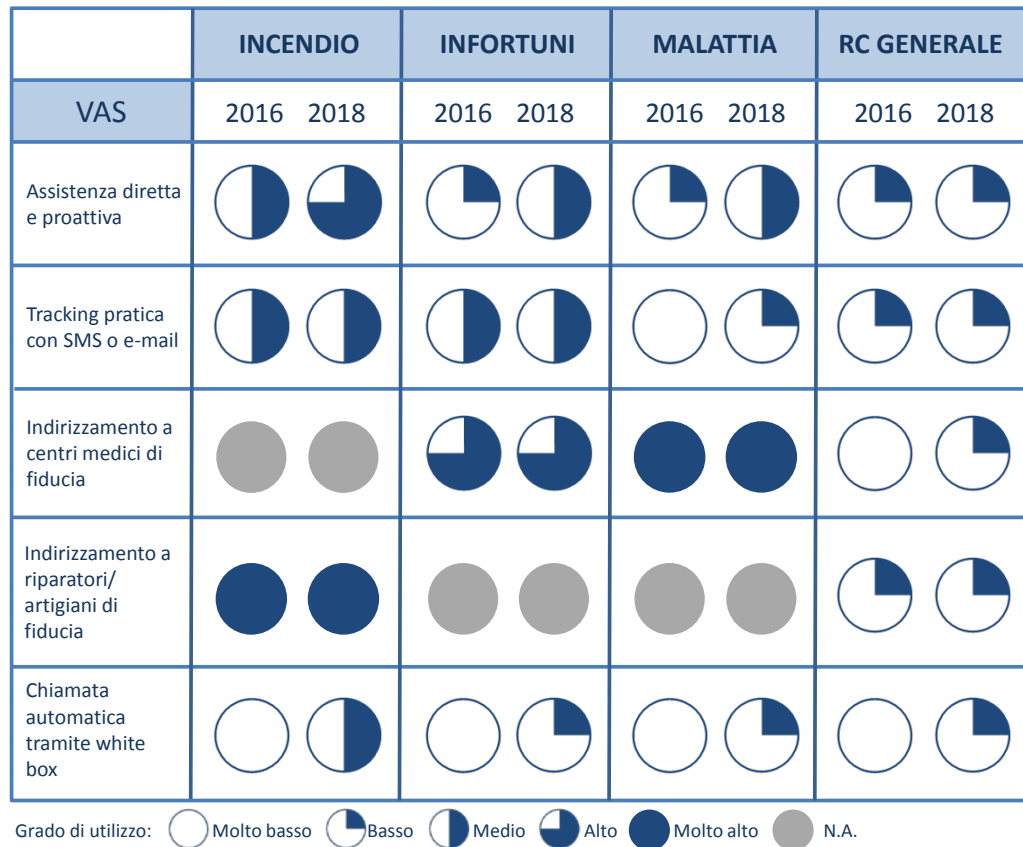 INCENDIO INFORTUNI MALATTIA RC GENERALE
VAS 2016 2018 2016 2018 2016 2018 2016 2018
Assistenza diretta
e proattiva
Tracking pratica
con SMS o e-mail
Indirizzamento a
centri medici di
fiducia
Indirizzamento a
riparatori/
artigiani di
fiducia
Chiamata
automatica
tramite white
box
Grado di utilizzo: Molto basso Basso Medio Alto Molto alto N.A.